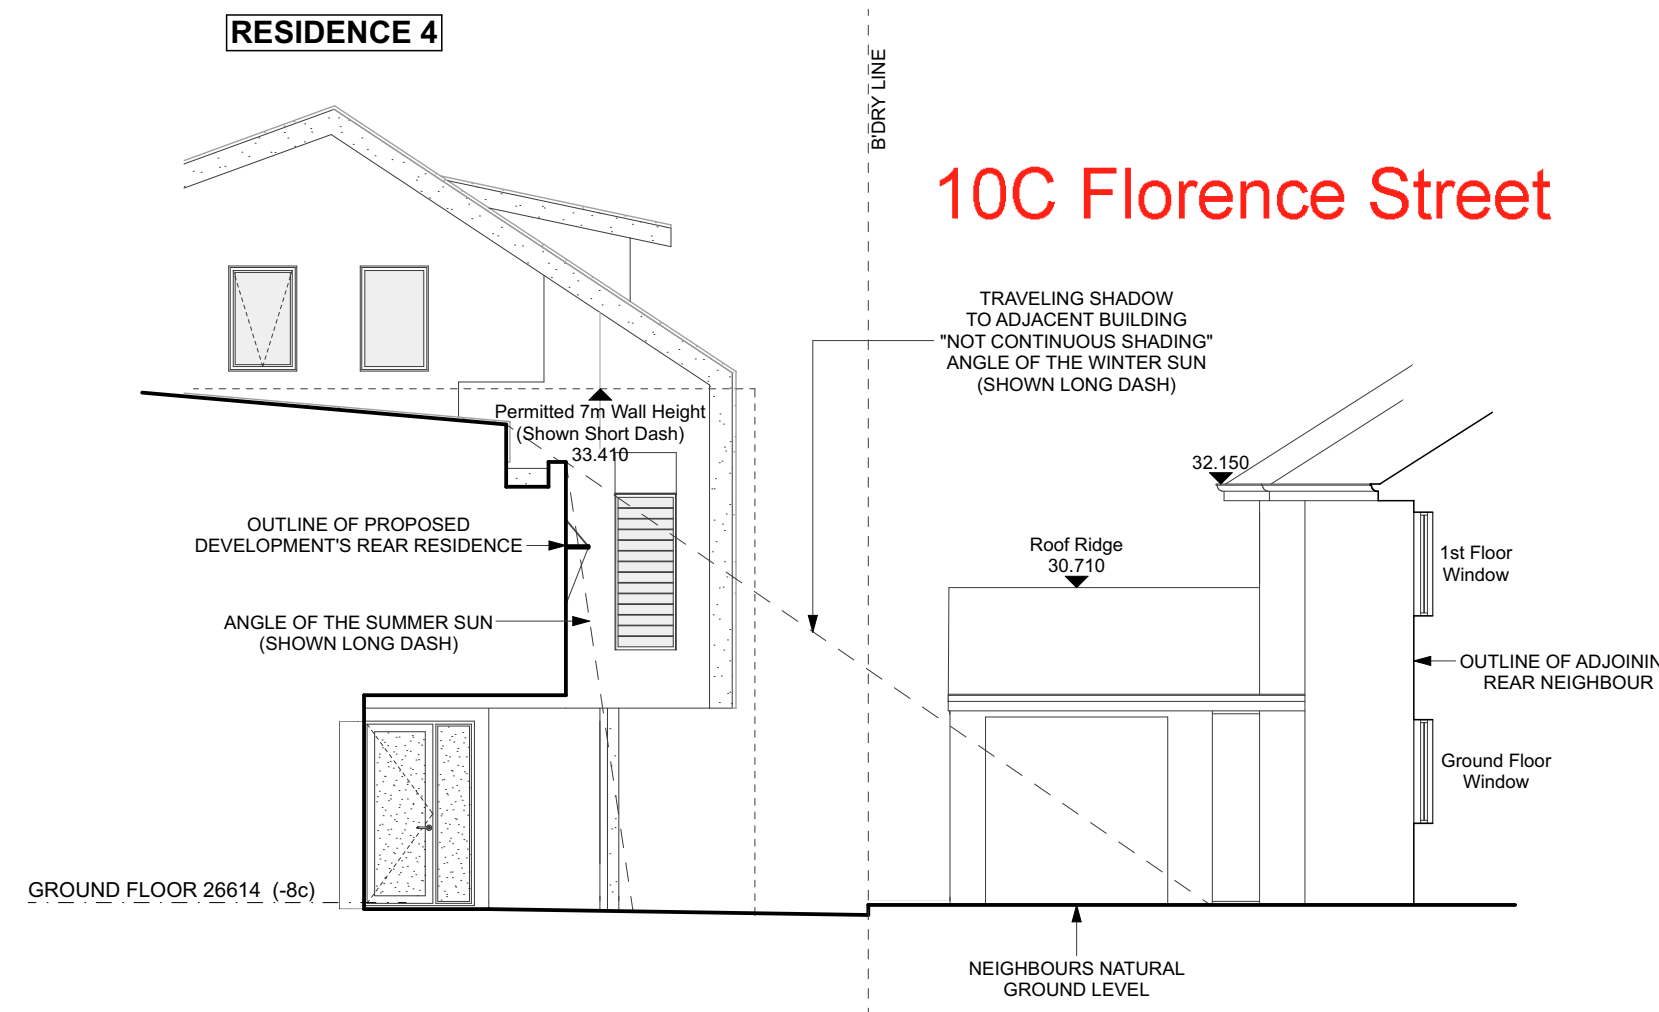 RESIDENCE 4
B'DRY LINE
10C Florence Street
TRAVELING SHADOW
TO ADJACENT BUILDING
"NOT CONTINUOUS SHADING"
ANGLE OF THE WINTER SUN
(SHOWN LONG DASH)
Permitted 7m Wall Height
(Shown Short Dash)
33.410
32.150
OUTLINE OF PROPOSED
DEVELOPMENT'S REAR RESIDENCE
Roof Ridge
30.710
1st Floor
Window
ANGLE OF THE SUMMER SUN
(SHOWN LONG DASH)
OUTLINE OF ADJOININ
REAR NEIGHBOUR
Ground Floor
Window
GROUND FLOOR 26614 (-8c)
NEIGHBOURS NATURAL
GROUND LEVEL